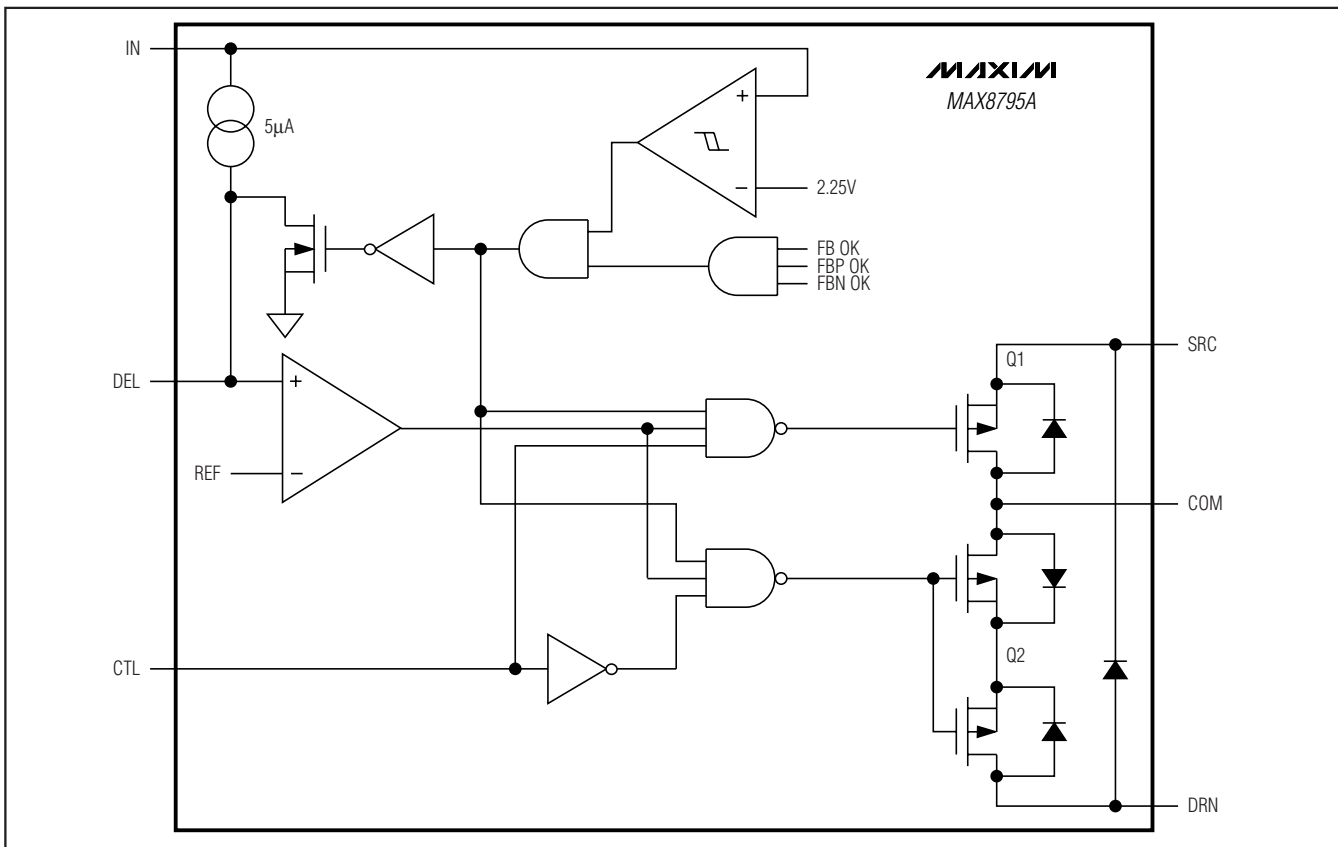 IN
MAXIM
MAX8795A
+
5µA
−
2.25V
FB OK
FBP OK
FBN OK
SRC
Q1
DEL
+
REF
−
COM
Q2
CTL
DRN